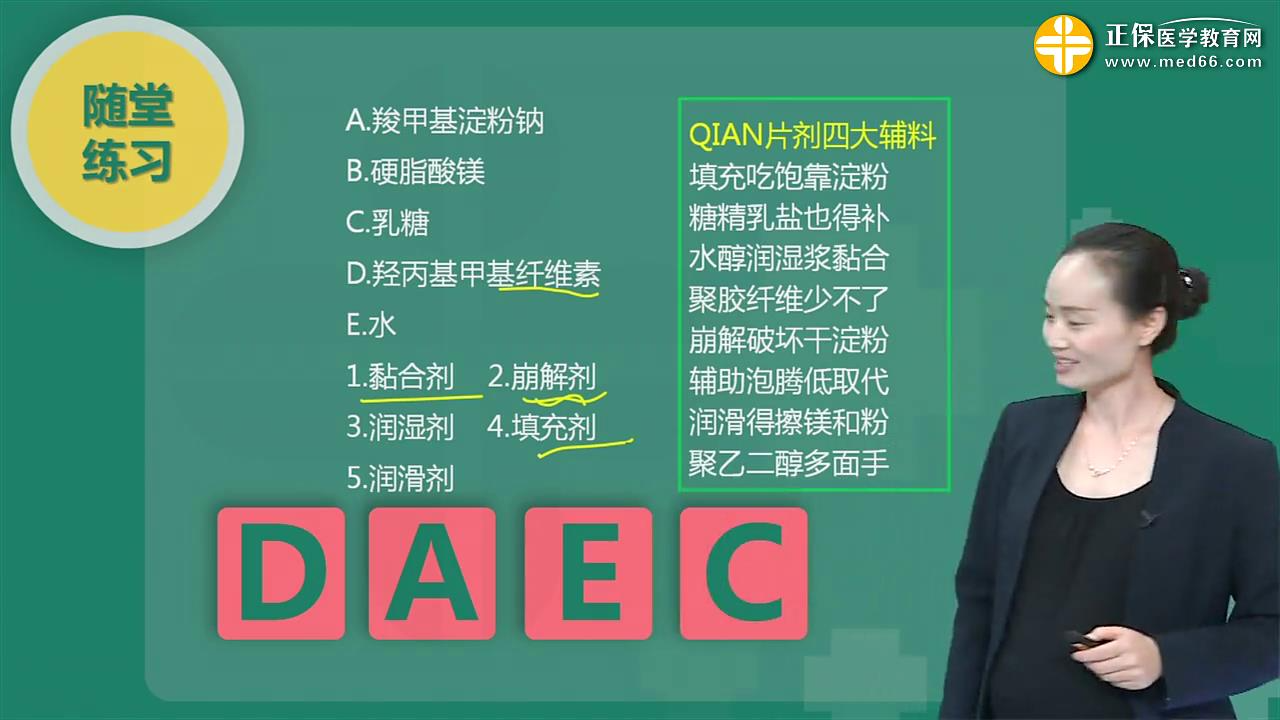 随堂
练习
正保医学教育网
www.med66.com
A.羧甲基淀粉钠
B.硬脂酸镁
C.乳糖
D.羟丙基甲基纤维素
E.水
1.黏合剂 2.崩解剂
3.润湿剂 4.填充剂
5.润滑剂
QIAN片剂四大辅料
填充吃饱靠淀粉
糖精乳盐也得补
水醇润湿浆黏合
聚胶纤维少不了
崩解破坏干淀粉
辅助泡腾低取代
润滑得擦镁和粉
聚乙二醇多面手
D A E C